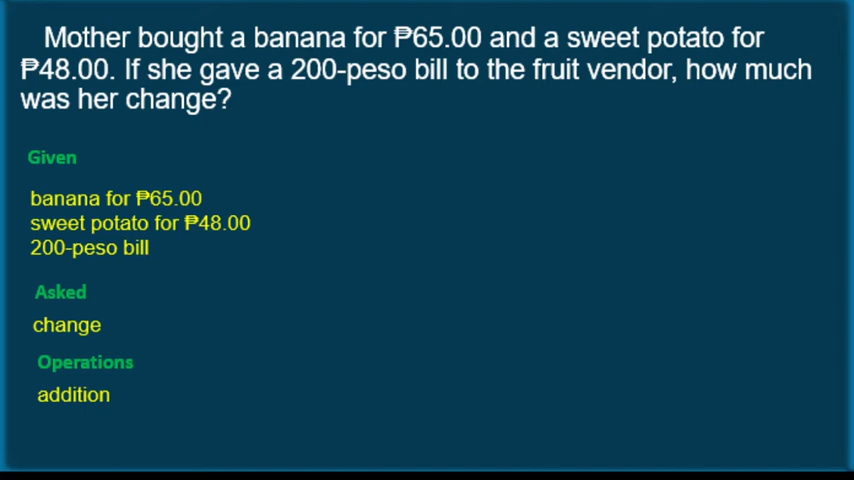 Mother bought a banana for ₱65.00 and a sweet potato for
₱48.00. If she gave a 200-peso bill to the fruit vendor, how much
was her change?
Given
banana for ₱65.00
sweet potato for ₱48.00
200-peso bill
Asked
change
Operations
addition